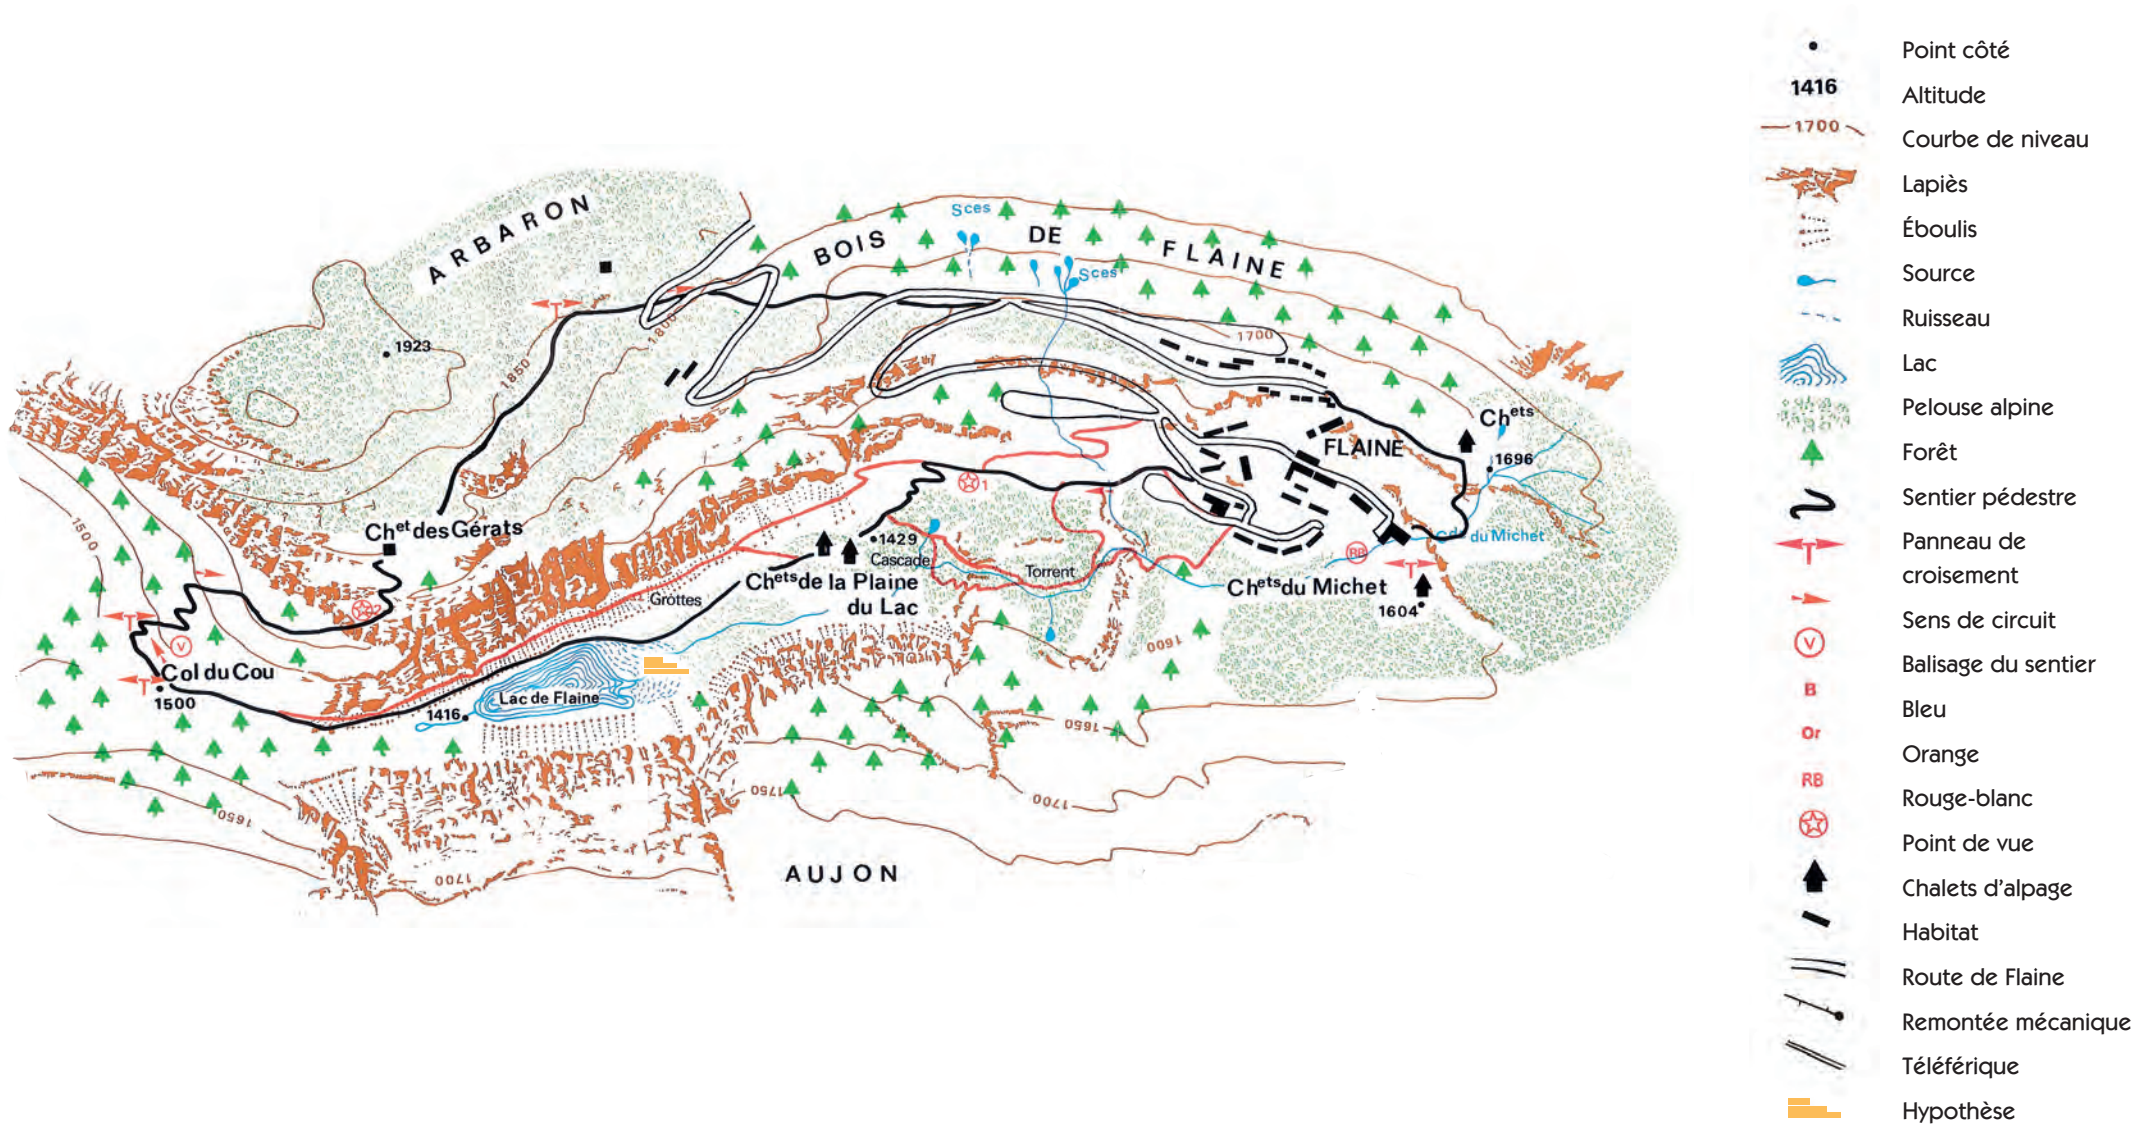 ARBARON
BOIS DE FLAINE
Sces
Sces
1923
1850
1800
1700
1500
Chet des Gérats
FLAINE
Chets
1696
Gde du Michet
1
1429
Cascade
Chets de la Plaine
du Lac
Torrent
RB
Chets du Michet
1604
Grottes
2
V
Col du Cou
1500
1416
Lac de Flaine
1600
1650
1750
1700
1650
1700
AUJON
T
T
T
T
Point côté
1416 Altitude
1700 Courbe de niveau
Lapiès
Éboulis
Source
Ruisseau
Lac
Pelouse alpine
Forêt
Sentier pédestre
T Panneau de
croisement
Sens de circuit
V Balisage du sentier
B Bleu
Or Orange
RB Rouge-blanc
Point de vue
Chalets d'alpage
Habitat
Route de Flaine
Remontée mécanique
Téléférique
Hypothèse